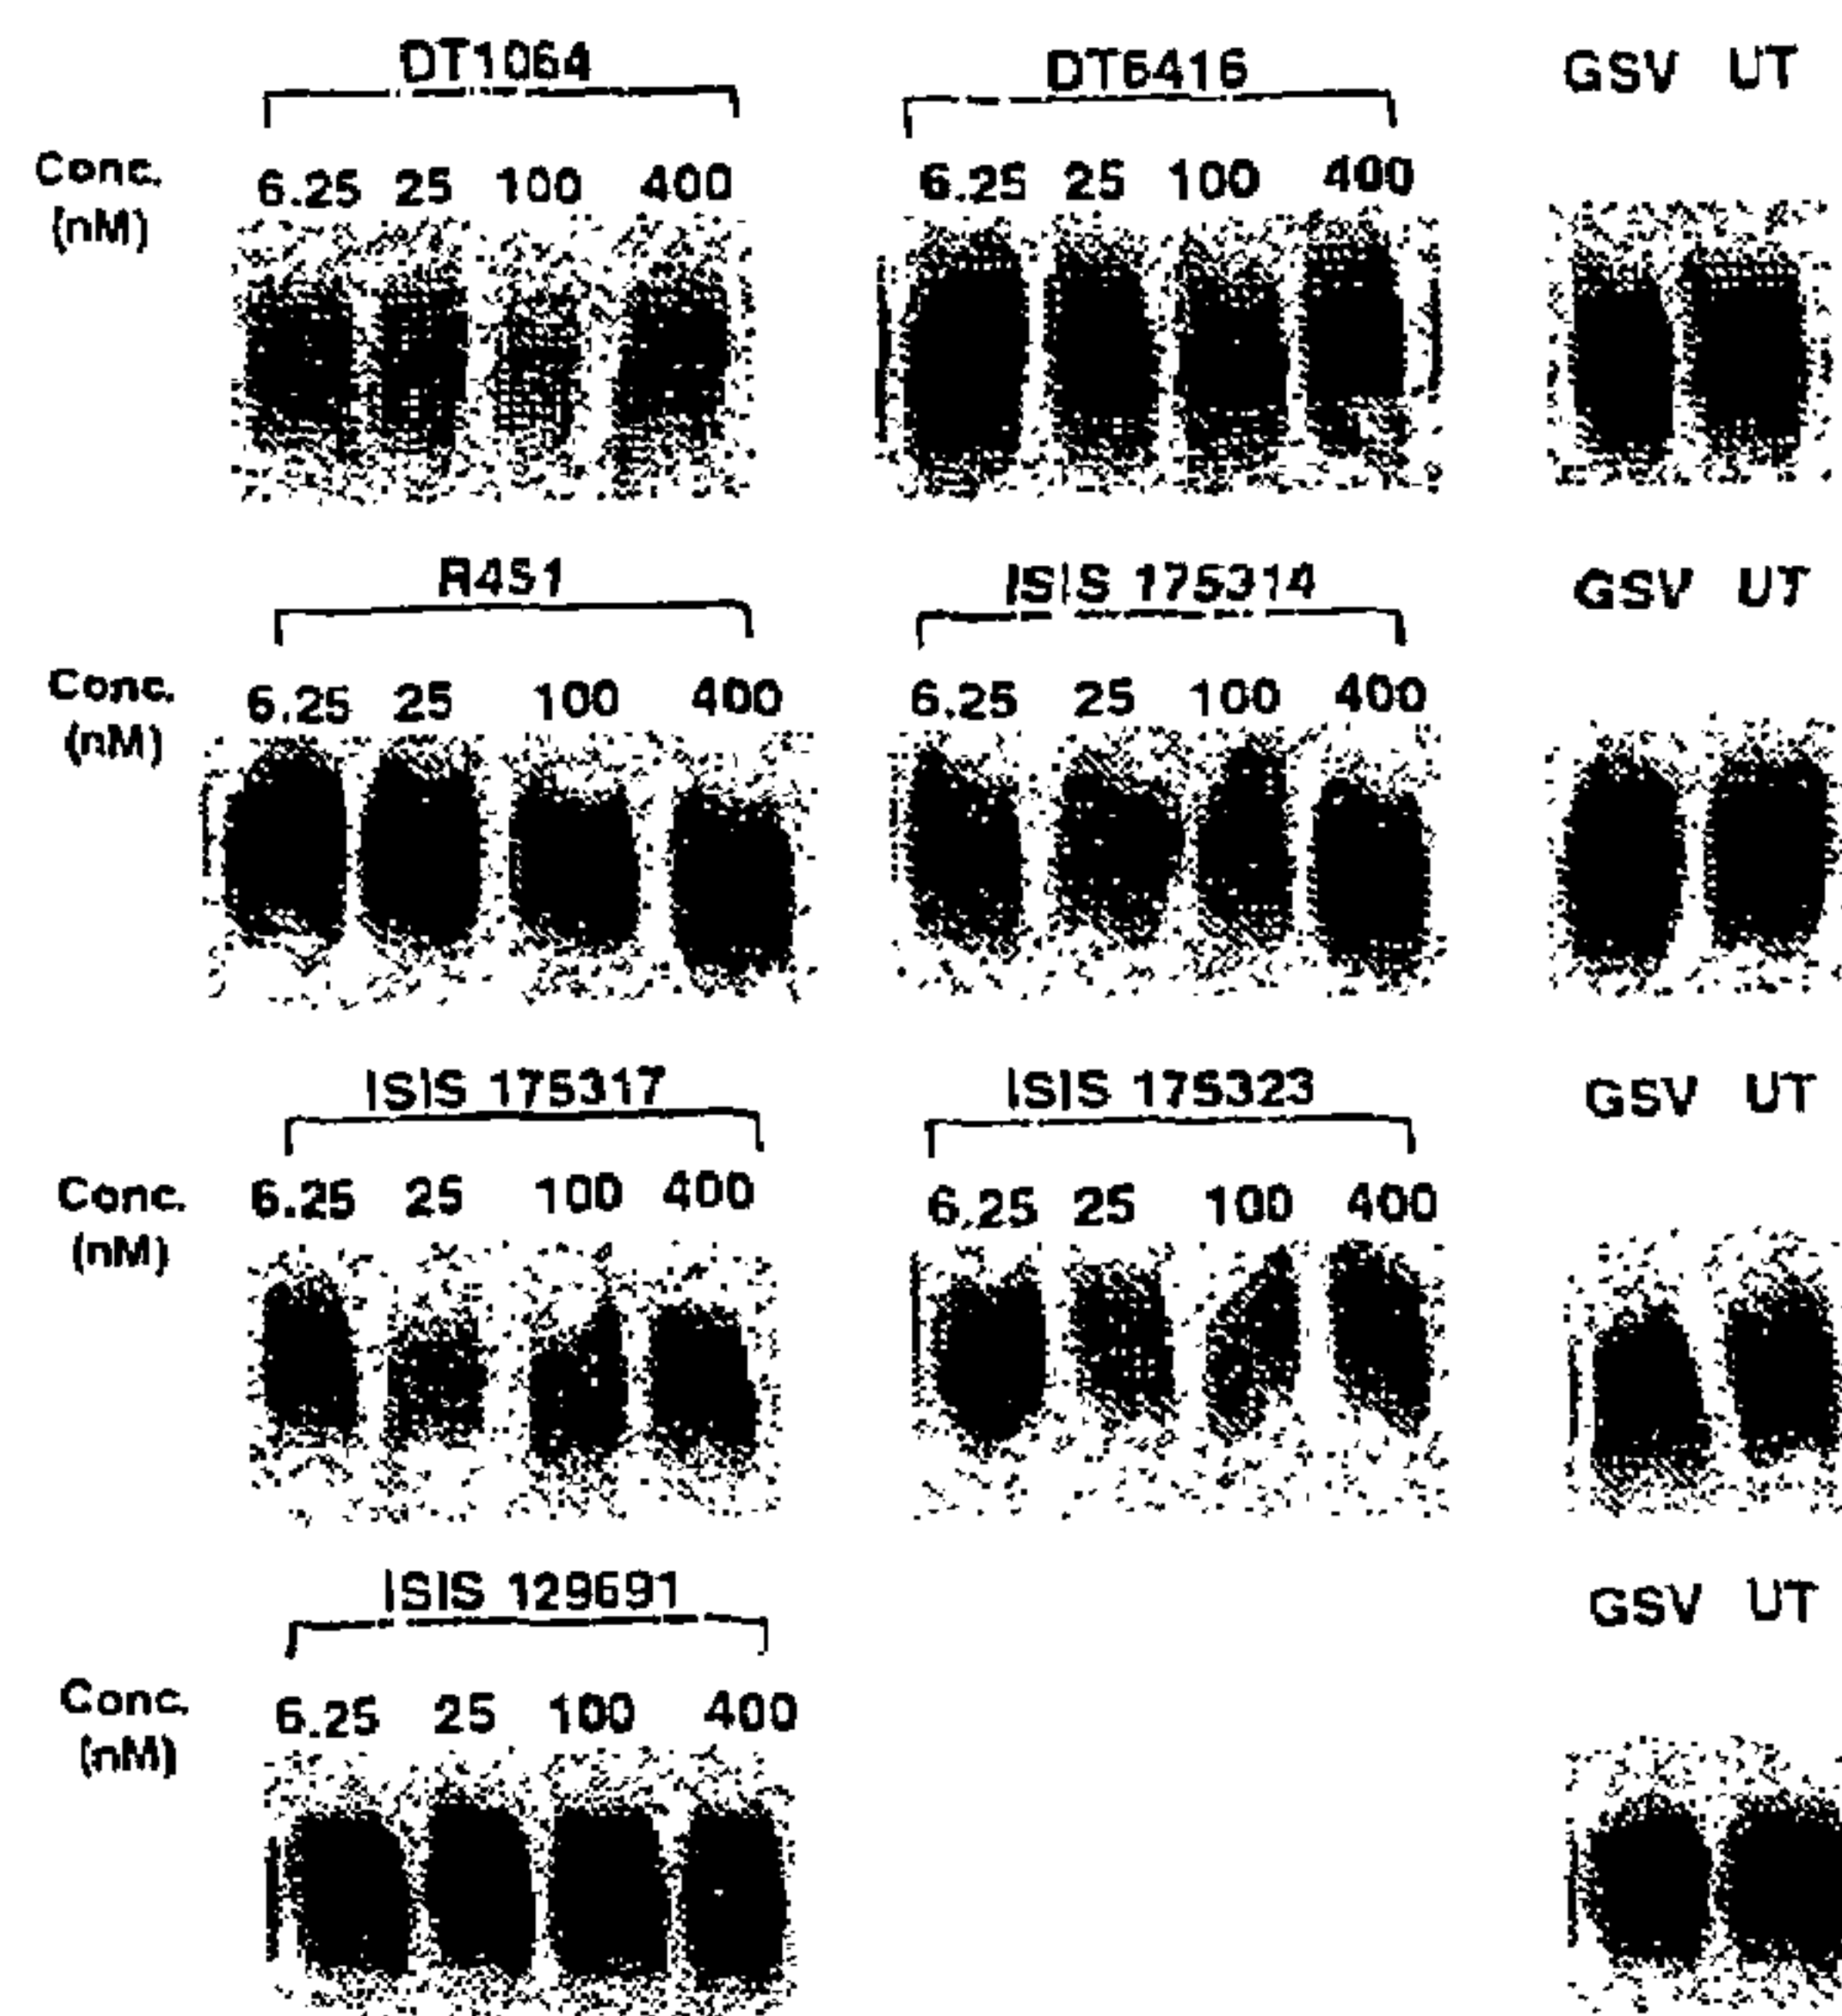 DT1064 DT6416 GSV UT
Conc. 6.25 25 100 400 6.25 25 100 400
(nM)
R451 ISIS 175314 GSV UT
Conc. 6.25 25 100 400 6.25 25 100 400
(nM)
ISIS 175317 ISIS 175323 GSV UT
Conc. 6.25 25 100 400 6.25 25 100 400
(nM)
ISIS 129691 GSV UT
Conc. 6.25 25 100 400
(nM)